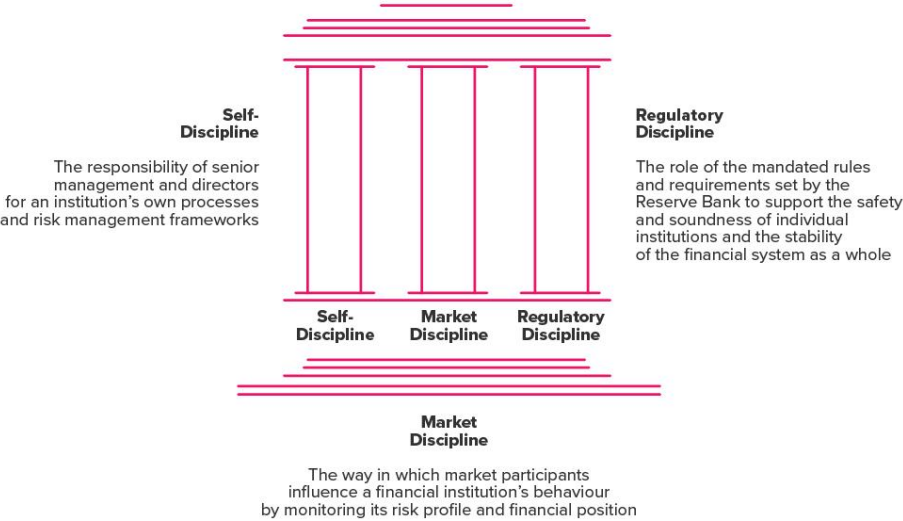 Self-
Discipline
The responsibility of senior
management and directors
for an institution's own processes
and risk management frameworks
Regulatory
Discipline
The role of the mandated rules
and requirements set by the
Reserve Bank to support the safety
and soundness of individual
institutions and the stability
of the financial system as a whole
Self-
Discipline
Market
Discipline
Regulatory
Discipline
Market
Discipline
The way in which market participants
influence a financial institution's behaviour
by monitoring its risk profile and financial position